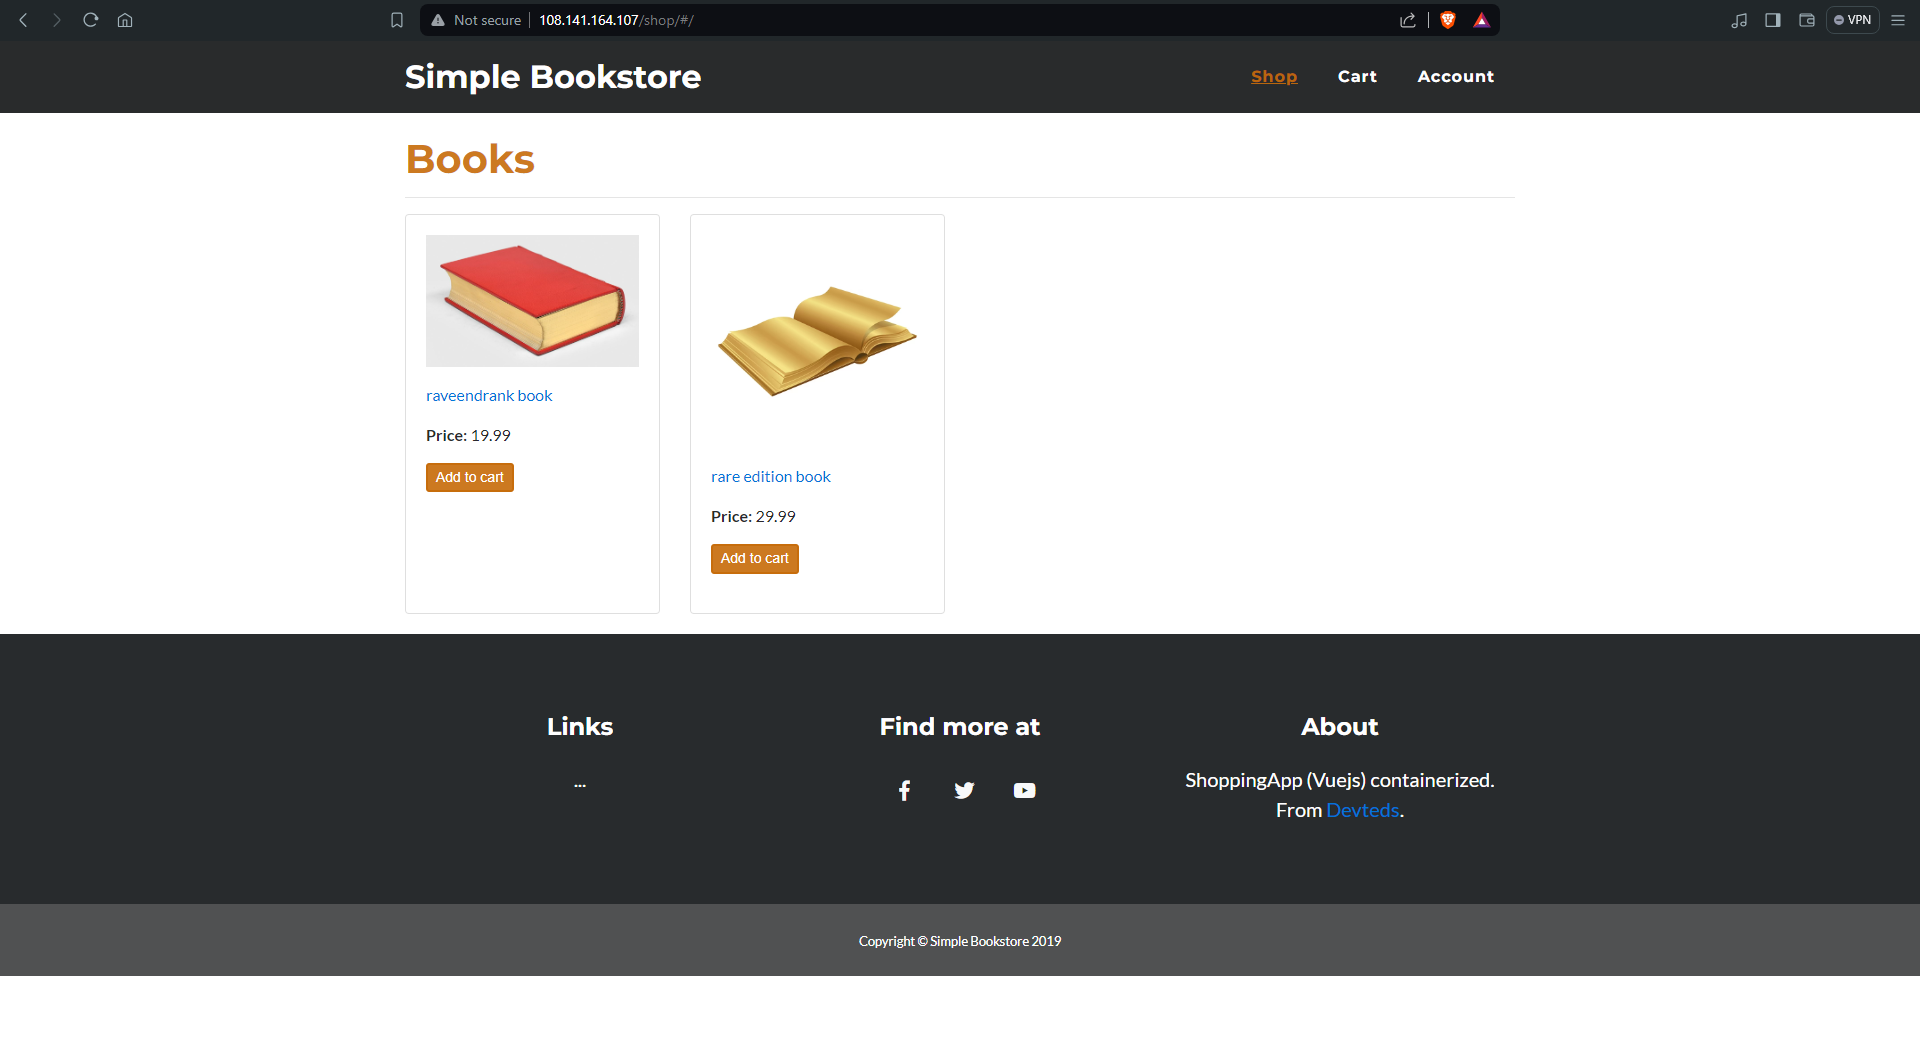 Not secure
108.141.164.107/shop/#/
VPN
Simple Bookstore
Shop
Cart
Account
Books
raveendrank book
Price: 19.99
Add to cart
rare edition book
Price: 29.99
Add to cart
Links
...
Find more at
About
ShoppingApp (Vuejs) containerized.
From Devteds.
Copyright © Simple Bookstore 2019